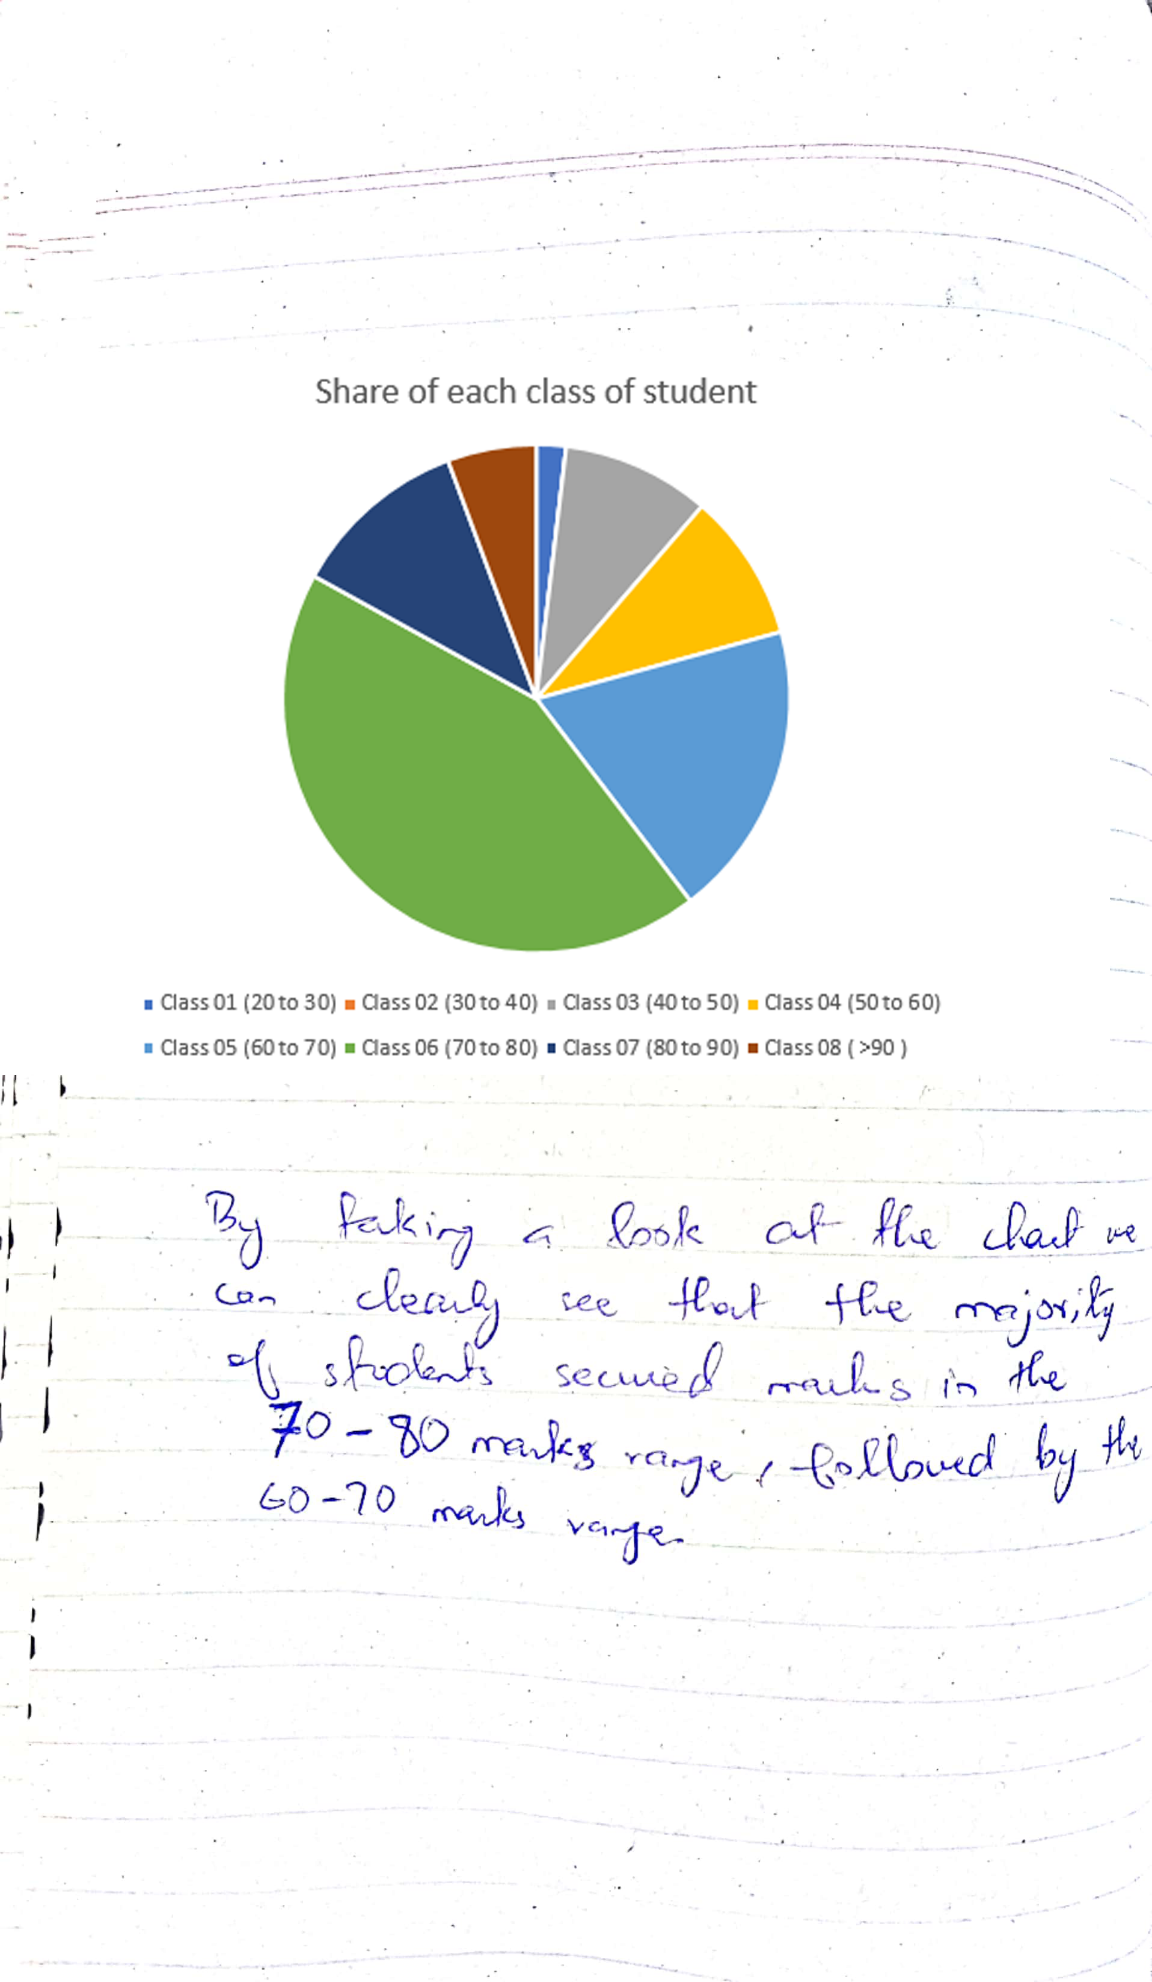 Share of each class of student
Class 01 (20 to 30) Class 02 (30 to 40) Class 03 (40 to 50) Class 04 (50 to 60)
Class 05 (60 to 70) Class 06 (70 to 80) Class 07 (80 to 90) Class 08 ( >90 )
By taking a look at the chart we
can clearly see that the majority
of students secured marks in the
70-80 marks range, followed by the
60-70 marks range.